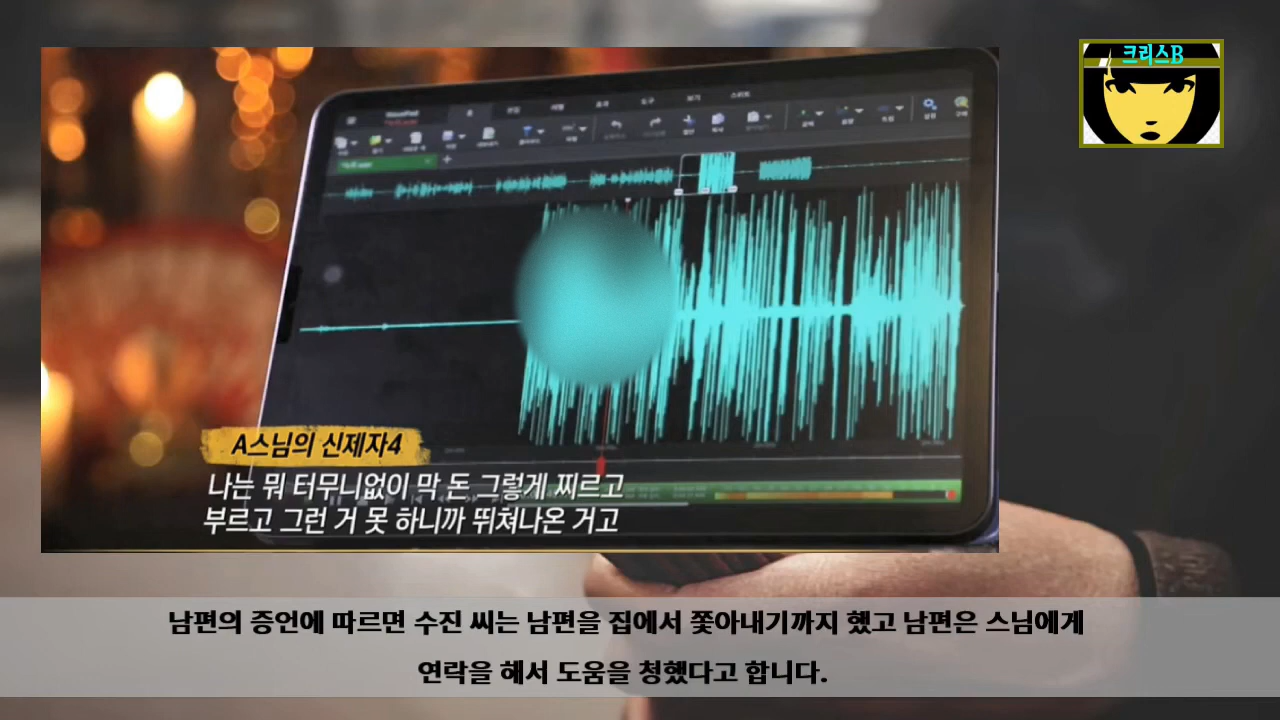 크리스B
A스님의 신제자4
나는 뭐 터무니없이 막 돈 그렇게 찌르고
부르고 그런 거 못 하니까 뛰쳐나온 거고
남편의 증언에 따르면 수진 씨는 남편을 집에서 쫓아내기까지 했고 남편은 스님에게
연락을 해서 도움을 청했다고 합니다.